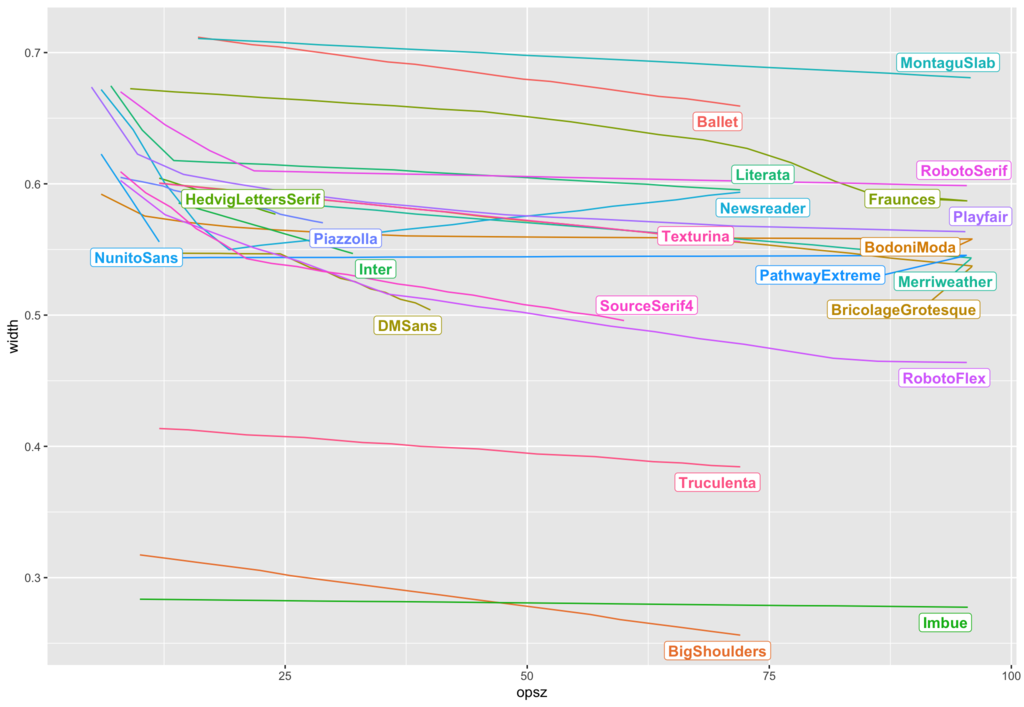 0.7
0.6
0.5
0.4
0.3
width
MontaguSlab
Ballet
Literata
RobotoSerif
HedvigLettersSerif
Fraunces
Newsreader
Playfair
Piazzolla
Texturina
BodoniModa
NunitoSans
Inter
PathwayExtreme
Merriweather
SourceSerif4
BricolageGrotesque
DMSans
RobotoFlex
Truculenta
Imbue
BigShoulders
25
50
75
100
opsz